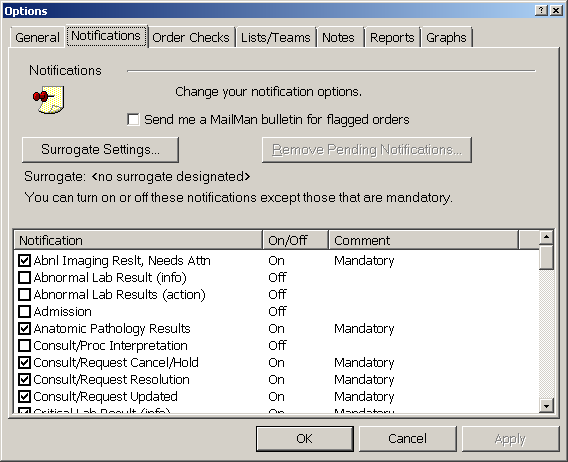 Options
General Notifications Order Checks Lists/Teams Notes Reports Graphs
Notifications
Change your notification options.
Send me a MailMan bulletin for flagged orders
Surrogate Settings... Remove Pending Notifications...
Surrogate: <no surrogate designated>
You can turn on or off these notifications except those that are mandatory.
Notification On/Off Comment
Abnl Imaging Reslt, Needs Attn On Mandatory
Abnormal Lab Result (info) Off
Abnormal Lab Results (action) Off
Admission Off
Anatomic Pathology Results On Mandatory
Consult/Proc Interpretation Off
Consult/Request Cancel/Hold On Mandatory
Consult/Request Resolution On Mandatory
Consult/Request Updated On Mandatory
Critical Lab Result (info) On Mandatory
OK Cancel Apply